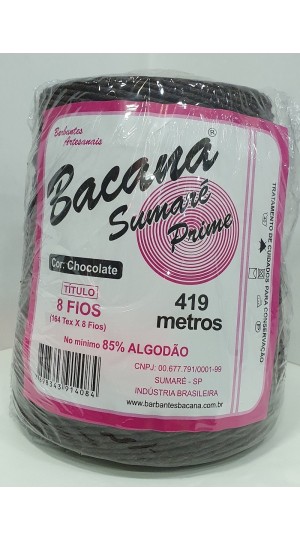 Barbantes
Artesanais
Bacana®
Sumaré
Prime
Cor: Chocolate
TÍTULO
8 FIOS
(164 Tex X 8 Fios)
419
metros
No mínimo 85% ALGODÃO
CNPJ: 00.677.791/0001-99
SUMARÉ - SP
INDÚSTRIA BRASILEIRA
www.barbantesbacana.com.br
TRATAMENTO DE CUIDADOS PARA CONSERVAÇÃO